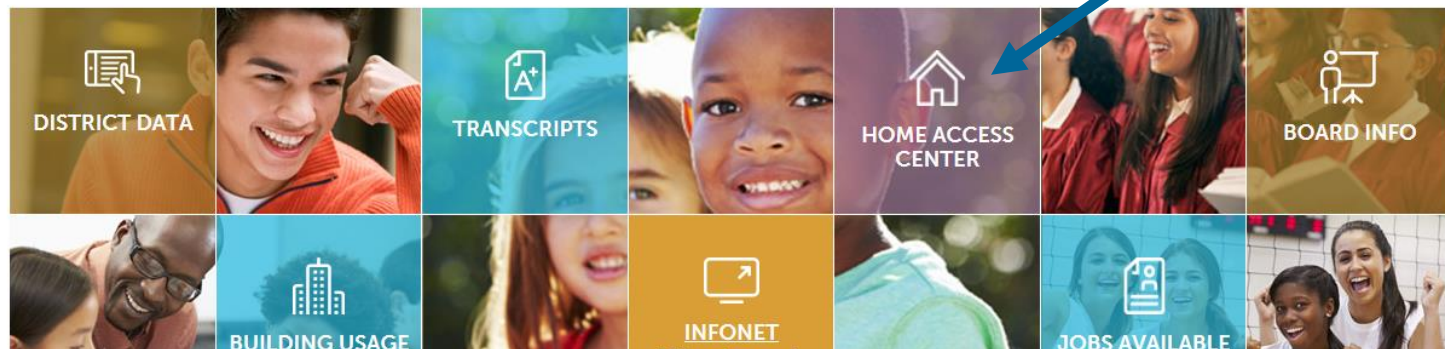 DISTRICT DATA
TRANSCRIPTS
HOME ACCESS
CENTER
BOARD INFO
BUILDING USAGE
INFONET
JOBS AVAILABLE